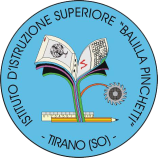 ISTITUTO D'ISTRUZIONE SUPERIORE "BALILLA PINCHETTI"
- TIRANO (SO) -